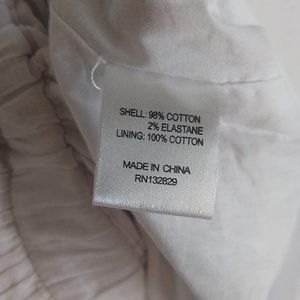 SHELL: 98% COTTON
2% ELASTANE
LINING: 100% COTTON
MADE IN CHINA
RN132829